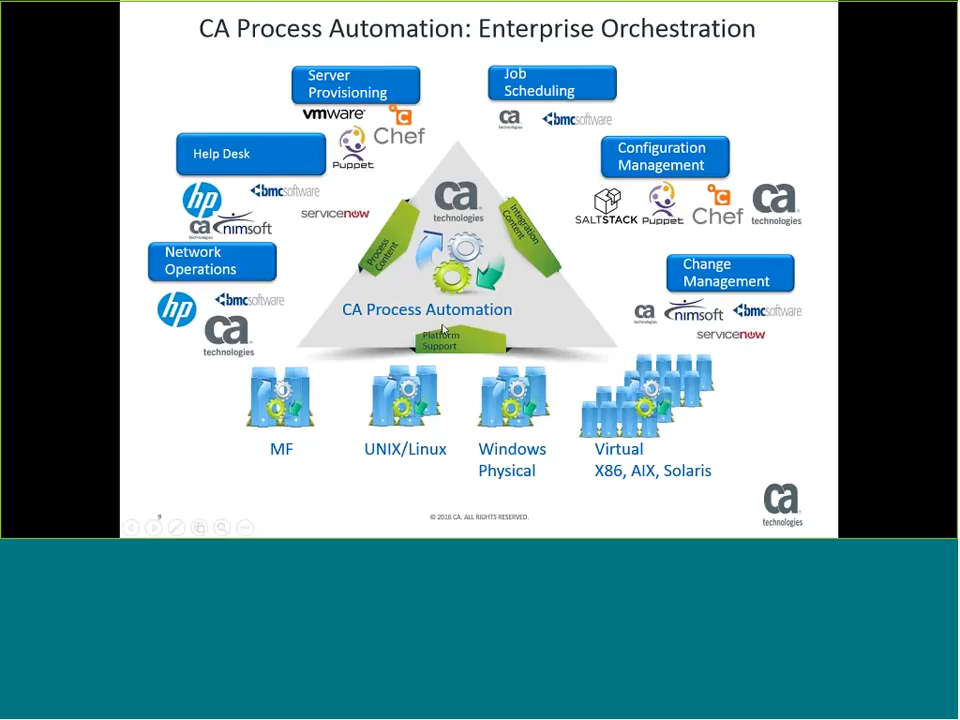 CA Process Automation: Enterprise Orchestration
Server
Provisioning
vmware
Chef
Puppet
Job
Scheduling
ca
technologies
bmcsoftware
Help Desk
hp
bmcsoftware
servicenow
ca
technologies
nimsoft
Configuration
Management
SALTSTACK
Puppet
Chef
ca
technologies
Network
Operations
hp
bmcsoftware
ca
technologies
Change
Management
ca
technologies
nimsoft
bmcsoftware
servicenow
ca
technologies
Process
Content
Integration
Content
CA Process Automation
Platform
Support
MF
UNIX/Linux
Windows
Physical
Virtual
X86, AIX, Solaris
9
© 2016 CA. ALL RIGHTS RESERVED.
ca
technologies